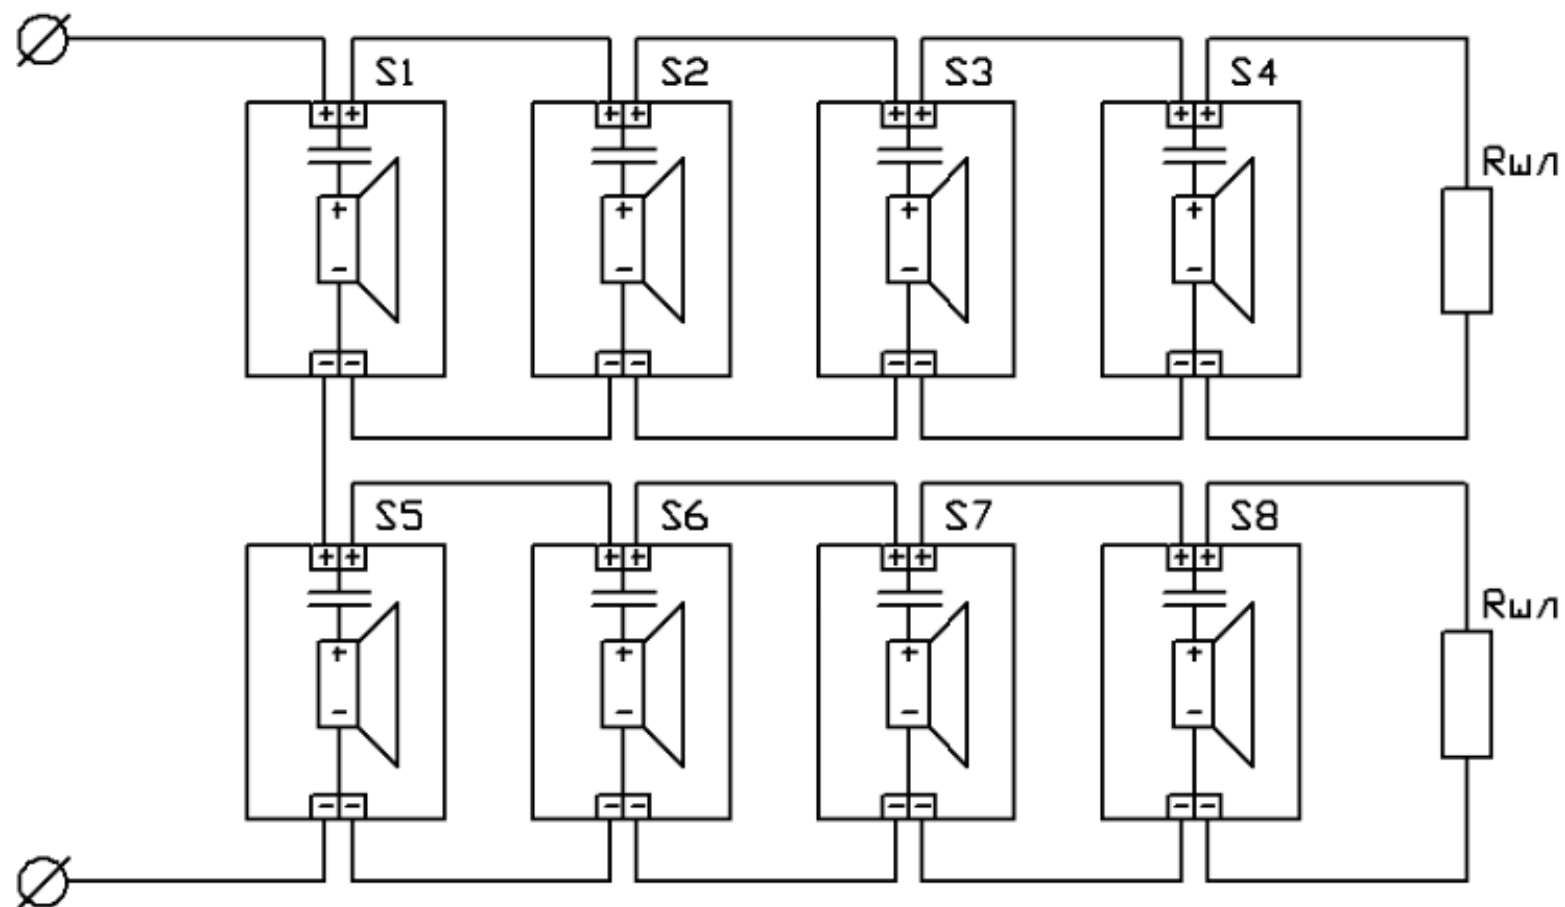 S1 S2 S3 S4
+ + + + + + + +
Rшл
+ + + +
- - - -
- - - - - - - -
S5 S6 S7 S8
+ + + + + + + +
Rшл
+ + + +
- - - -
- - - - - - - -